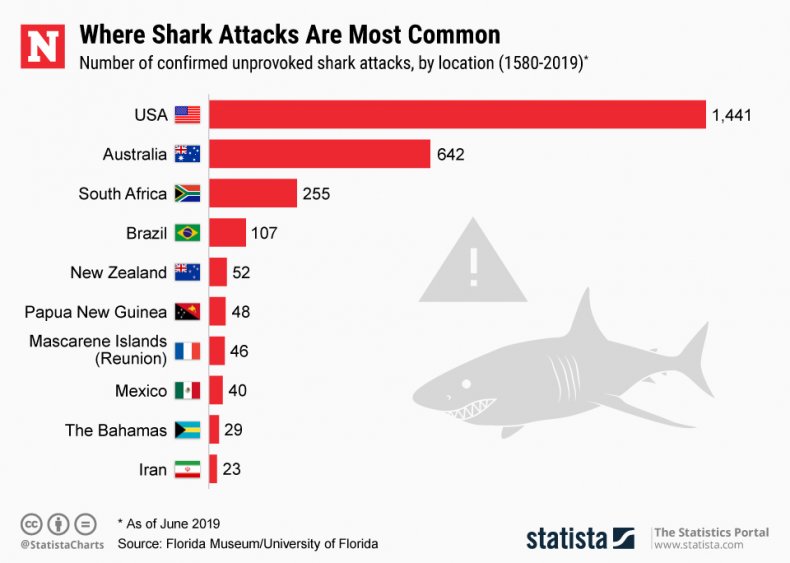 N
Where Shark Attacks Are Most Common
Number of confirmed unprovoked shark attacks, by location (1580-2019)*
USA 1,441
Australia 642
South Africa 255
Brazil 107
New Zealand 52
Papua New Guinea 48
Mascarene Islands
(Reunion) 46
Mexico 40
The Bahamas 29
Iran 23
!
cc
@StatistaCharts
* As of June 2019
Source: Florida Museum/University of Florida
statista
The Statistics Portal
www.statista.com